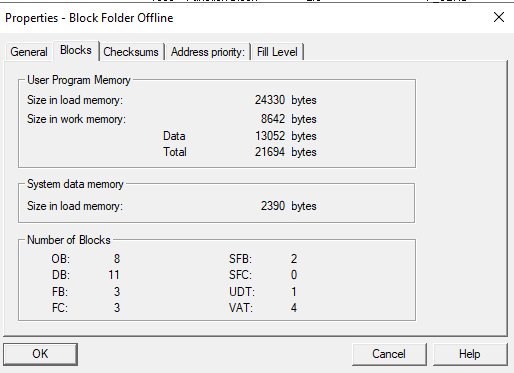 Properties - Block Folder Offline
General Blocks Checksums Address priority: Fill Level
User Program Memory
Size in load memory: 24330 bytes
Size in work memory: 8642 bytes
Data 13052 bytes
Total 21694 bytes
System data memory
Size in load memory: 2390 bytes
Number of Blocks
OB: 8 SFB: 2
DB: 11 SFC: 0
FB: 3 UDT: 1
FC: 3 VAT: 4
OK Cancel Help